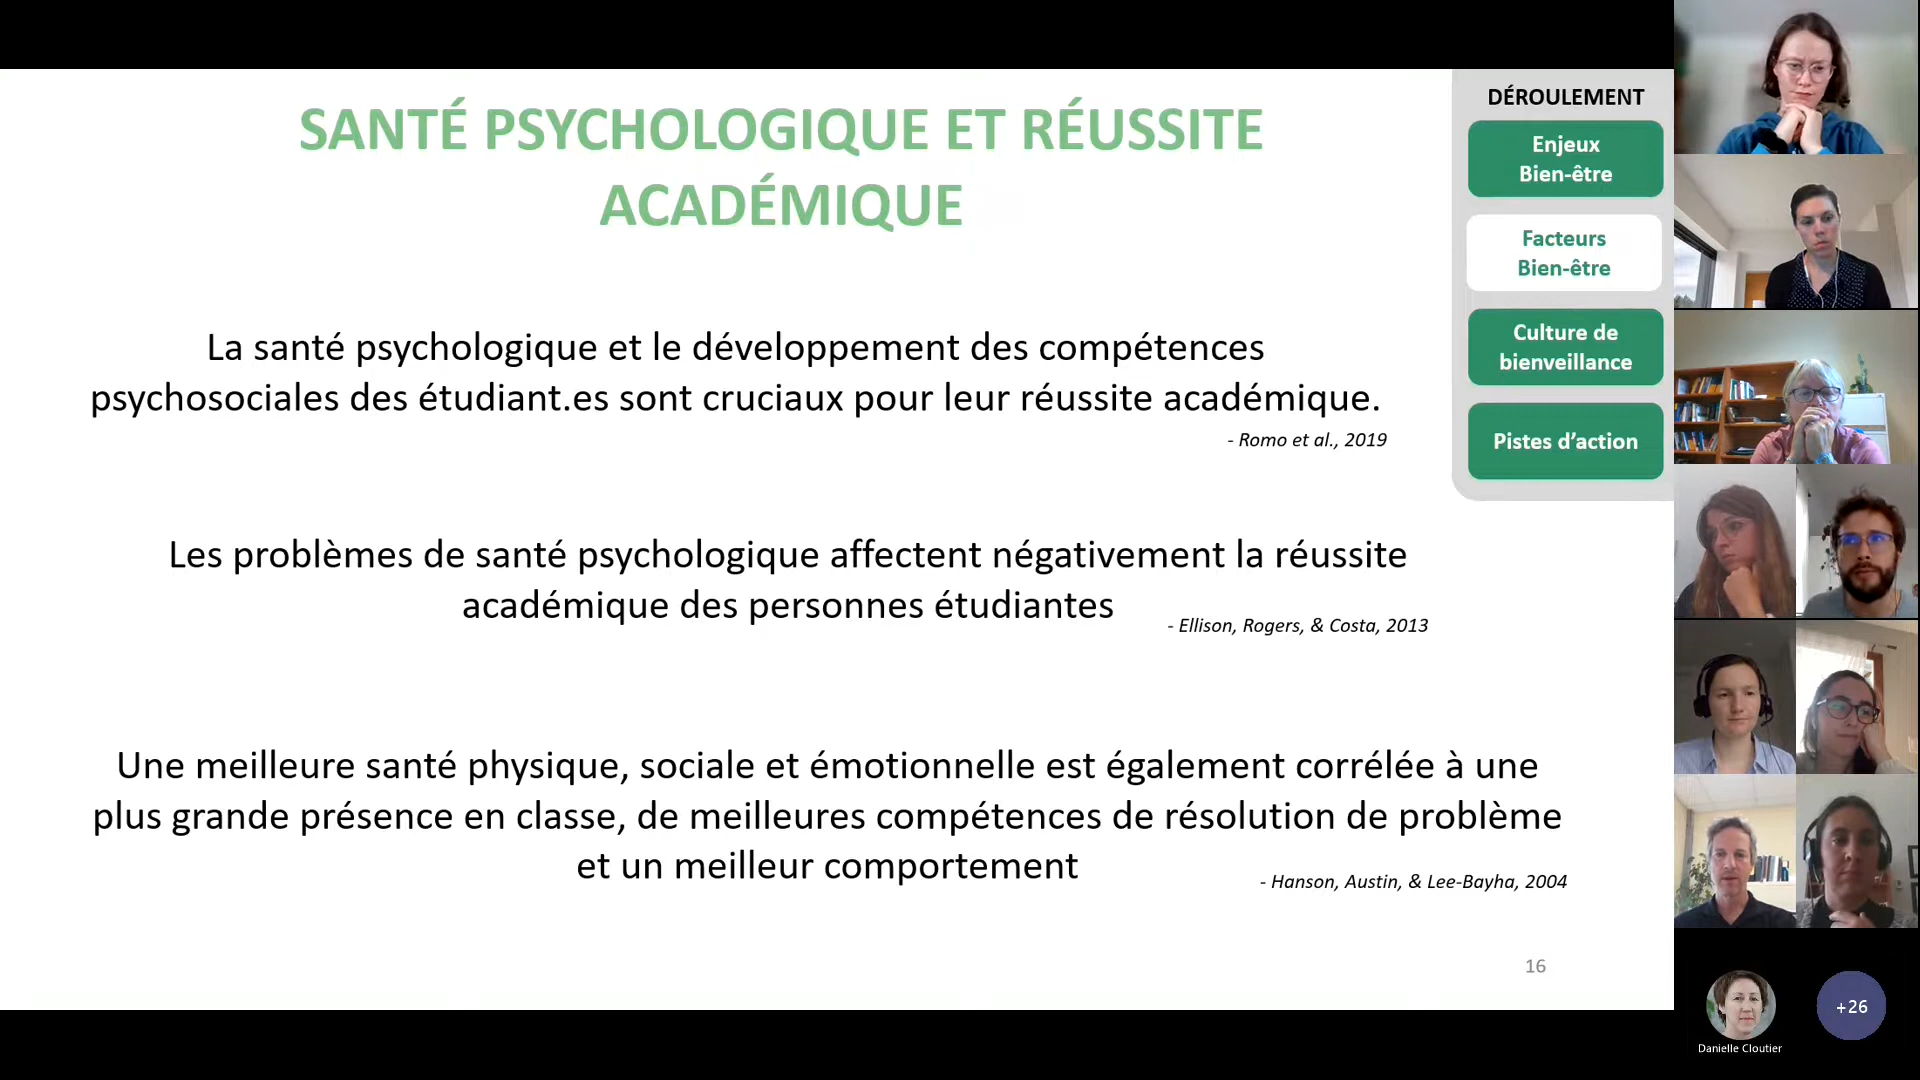 SANTÉ PSYCHOLOGIQUE ET RÉUSSITE
ACADÉMIQUE
La santé psychologique et le développement des compétences
psychosociales des étudiant.es sont cruciaux pour leur réussite académique.
- Romo et al., 2019
Les problèmes de santé psychologique affectent négativement la réussite
académique des personnes étudiantes
- Ellison, Rogers, & Costa, 2013
Une meilleure santé physique, sociale et émotionnelle est également corrélée à une
plus grande présence en classe, de meilleures compétences de résolution de problème
et un meilleur comportement
- Hanson, Austin, & Lee-Bayha, 2004
16
DÉROULEMENT
Enjeux
Bien-être
Facteurs
Bien-être
Culture de
bienveillance
Pistes d’action
Danielle Cloutier
+26